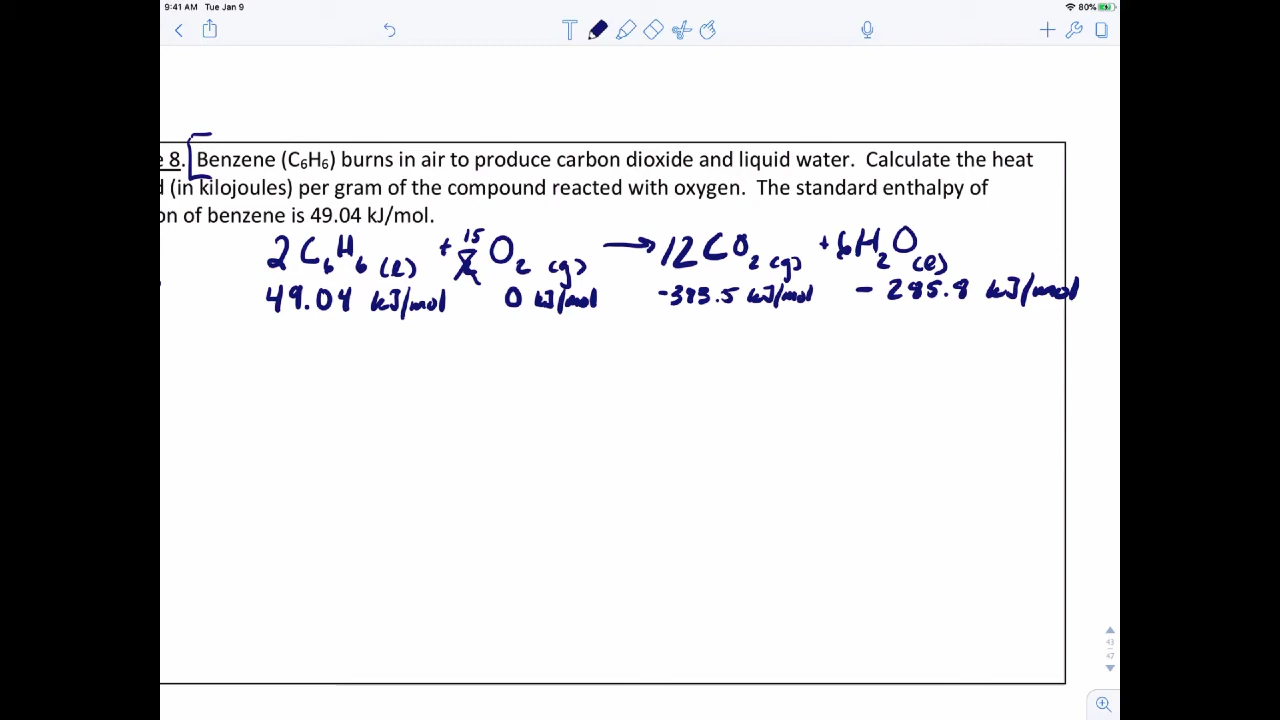 9:41 AM Tue Jan 9
80%
e 8. Benzene (C₆H₆) burns in air to produce carbon dioxide and liquid water. Calculate the heat
d (in kilojoules) per gram of the compound reacted with oxygen. The standard enthalpy of
on of benzene is 49.04 kJ/mol.
15
2 C₆H₆ (l) + O₂ (g) → 12 CO₂ (g) + 6 H₂O (l)
49.04 kJ/mol 0 kJ/mol -393.5 kJ/mol - 285.8 kJ/mol
43
47